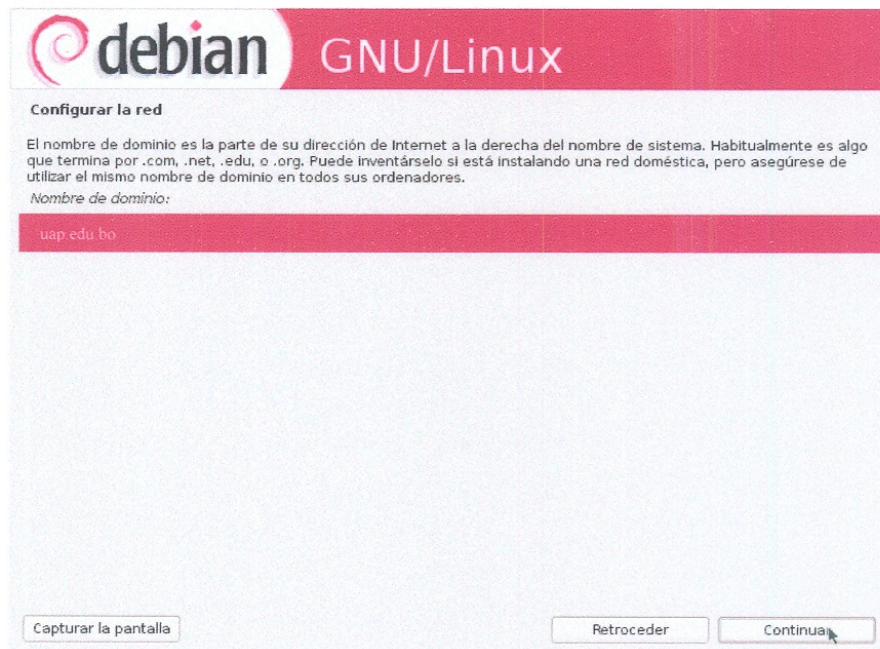 debian GNU/Linux
Configurar la red
El nombre de dominio es la parte de su dirección de Internet a la derecha del nombre de sistema. Habitualmente es algo
que termina por .com, .net, .edu, o .org. Puede inventárselo si está instalando una red doméstica, pero asegúrese de
utilizar el mismo nombre de dominio en todos sus ordenadores.
Nombre de dominio:
uap.edu.bo
Capturar la pantalla Retroceder Continuar